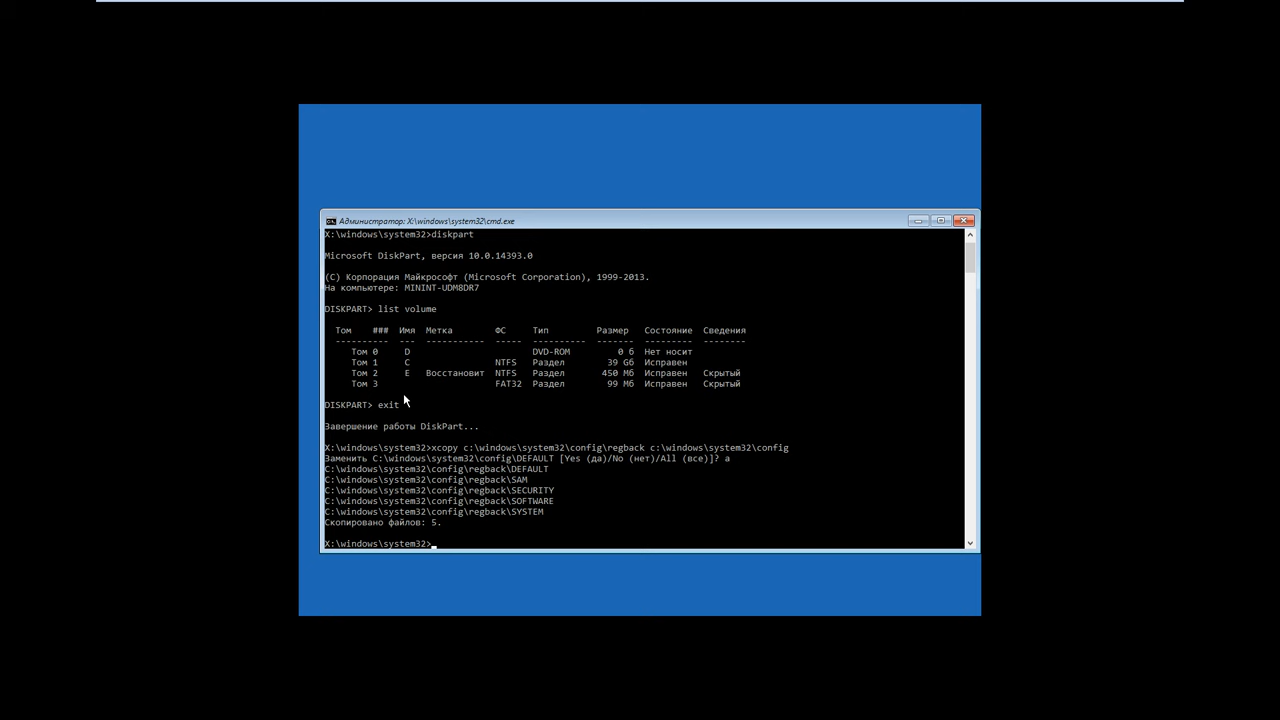 Администратор: X:\windows\system32\cmd.exe
X:\windows\system32>diskpart
Microsoft DiskPart, версия 10.0.14393.0
(C) Корпорация Майкрософт (Microsoft Corporation), 1999-2013.
На компьютере: MININT-UDM8DR7
DISKPART> list volume
Том ### Имя Метка ФС Тип Размер Состояние Сведения
---------- --- ----------- ----- ---------- ------- --------- --------
Том 0 D DVD-ROM 0 б Нет носит
Том 1 C NTFS Раздел 39 Gб Исправен
Том 2 E Восстановит NTFS Раздел 450 Mб Исправен Скрытый
Том 3 FAT32 Раздел 99 Mб Исправен Скрытый
DISKPART> exit
Завершение работы DiskPart...
X:\windows\system32>xcopy c:\windows\system32\config\regback c:\windows\system32\config
Заменить C:\windows\system32\config\DEFAULT [Yes (да)/No (нет)/All (все)]? a
C:\windows\system32\config\regback\DEFAULT
C:\windows\system32\config\regback\SAM
C:\windows\system32\config\regback\SECURITY
C:\windows\system32\config\regback\SOFTWARE
C:\windows\system32\config\regback\SYSTEM
Скопировано файлов: 5.
X:\windows\system32>